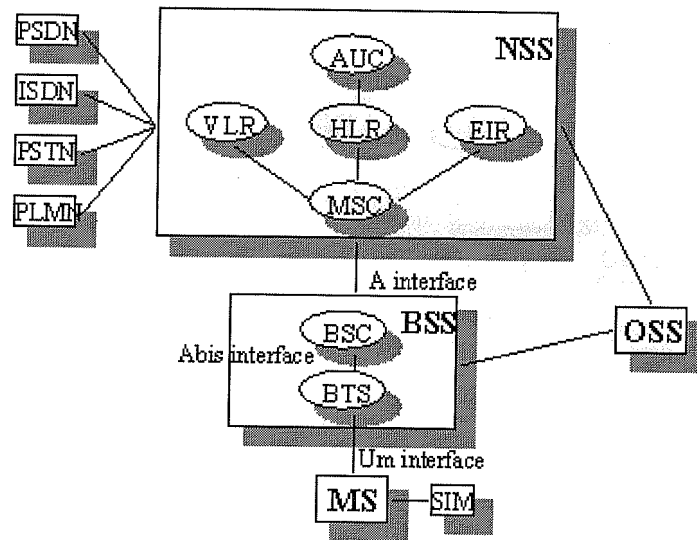 PSDN
NSS
AUC
ISDN
VLR
HLR
EIR
PSTN
MSC
PLMN
A interface
BSS
BSC
OSS
Abis interface
BTS
Um interface
MS
SIM